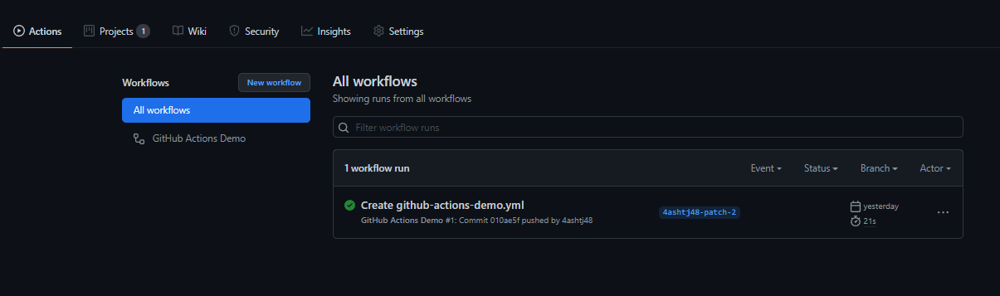 Actions Projects 1 Wiki Security Insights Settings
Workflows
New workflow
All workflows
GitHub Actions Demo
All workflows
Showing runs from all workflows
Filter workflow runs
1 workflow run
Event Status Branch Actor
Create github-actions-demo.yml
GitHub Actions Demo #1: Commit 010ae5f pushed by 4ashtj48
4ashtj48-patch-2
yesterday
21s